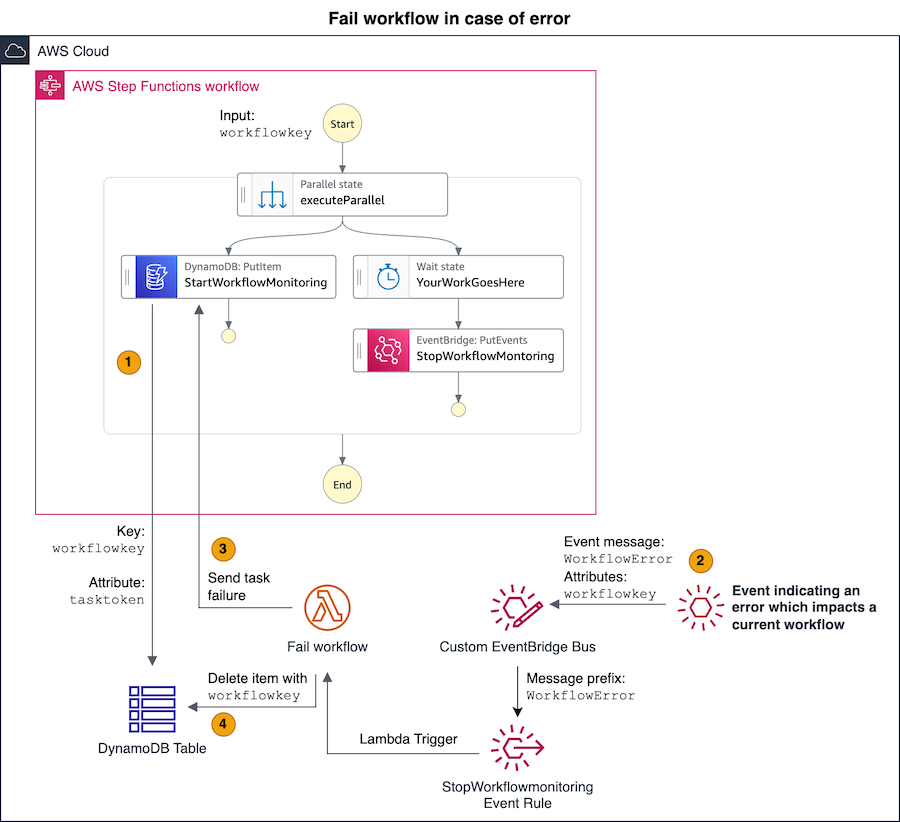 Fail workflow in case of error
AWS Cloud
AWS Step Functions workflow
Input:
workflowkey
Start
Parallel state
executeParallel
DynamoDB: PutItem
StartWorkflowMonitoring
Wait state
YourWorkGoesHere
EventBridge: PutEvents
StopWorkflowMontoring
1
End
Key:
workflowkey
Attribute:
tasktoken
3
Send task
failure
Fail workflow
Event message:
WorkflowError
Attributes:
workflowkey
2
Event indicating an
error which impacts a
current workflow
Custom EventBridge Bus
Message prefix:
WorkflowError
Delete item with
workflowkey
4
DynamoDB Table
Lambda Trigger
StopWorkflowmonitoring
Event Rule